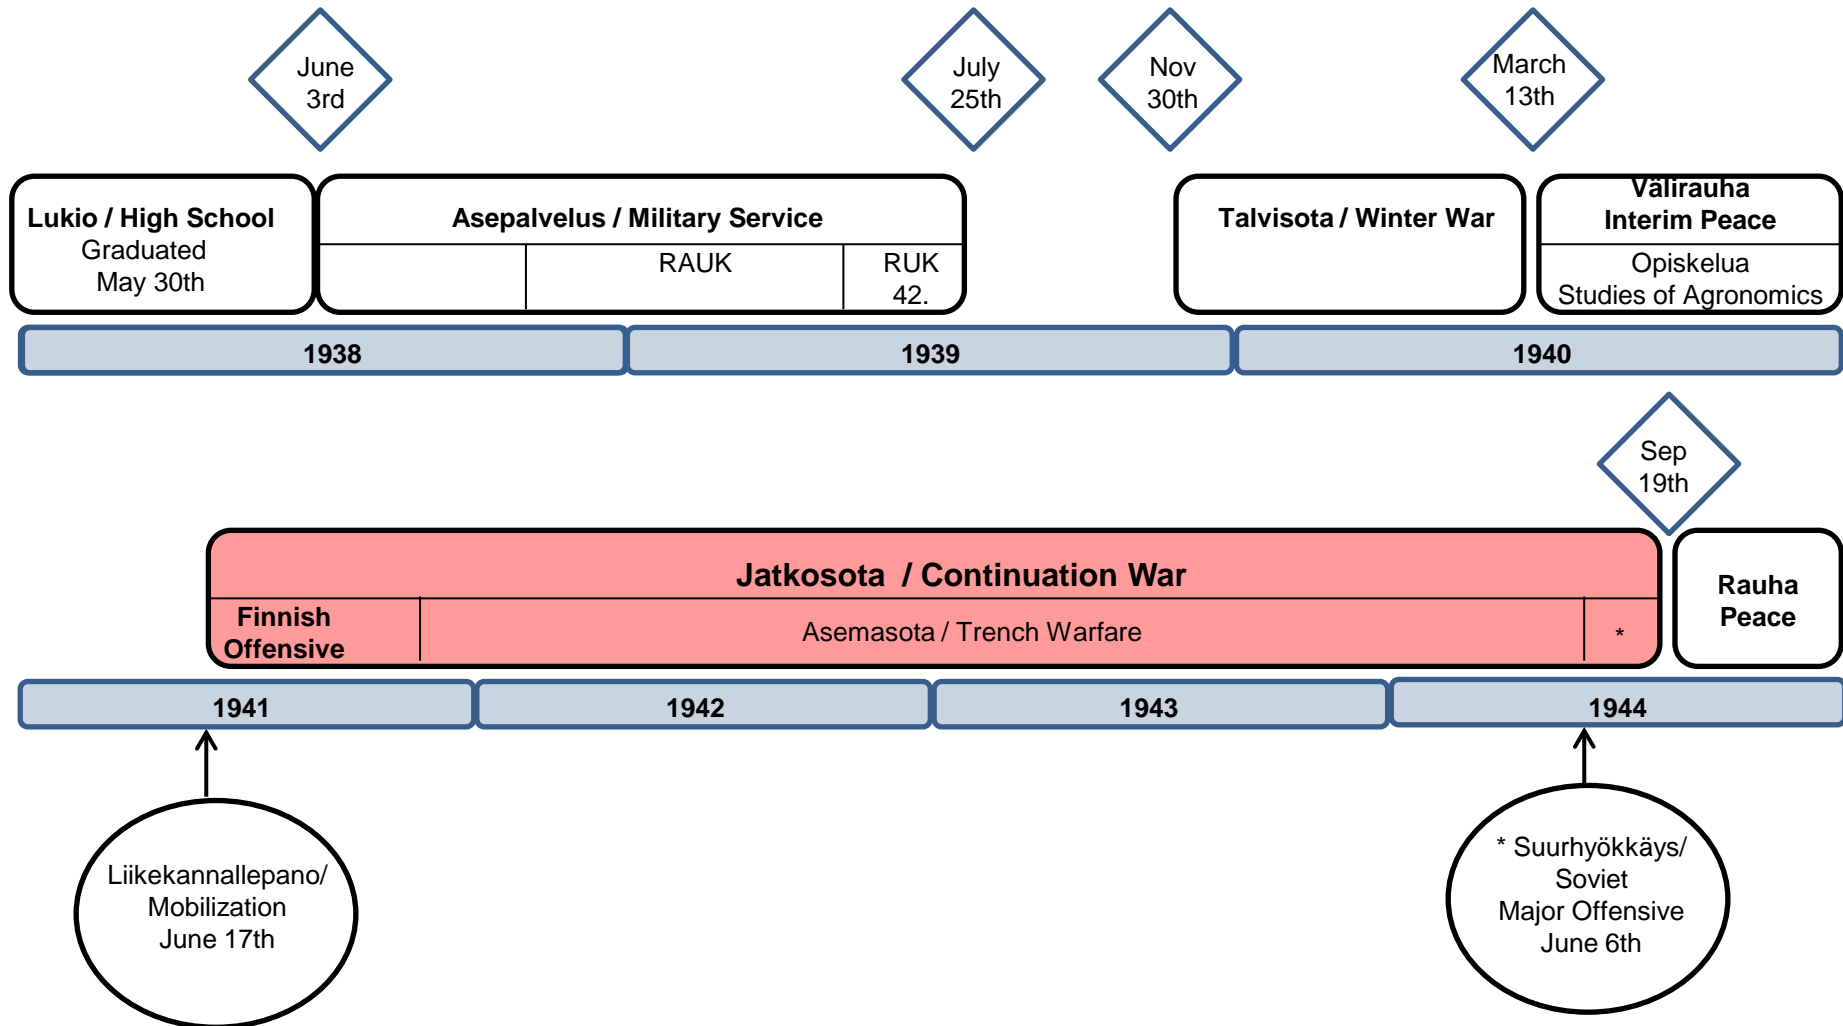 June
3rd
July
25th
Nov
30th
March
13th
Lukio / High School
Graduated
May 30th
Asepalvelus / Military Service
RAUK
RUK
42.
Talvisota / Winter War
Välirauha
Interim Peace
Opiskelua
Studies of Agronomics
1938
1939
1940
Sep
19th
Jatkosota / Continuation War
Finnish
Offensive
Asemasota / Trench Warfare
*
Rauha
Peace
1941
1942
1943
1944
Liikekannallepano/
Mobilization
June 17th
* Suurhyökkäys/
Soviet
Major Offensive
June 6th